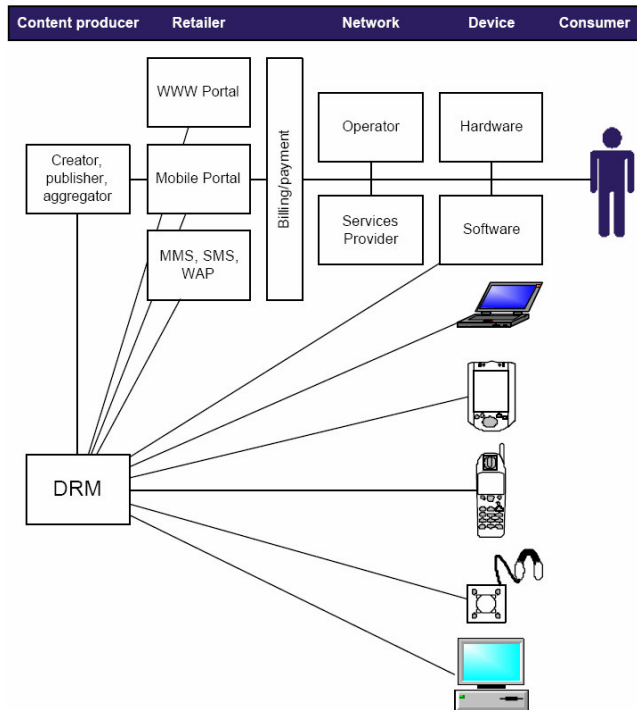 Content producer
Retailer
Network
Device
Consumer
WWW Portal
Operator
Hardware
Creator,
publisher,
aggregator
Mobile Portal
Billing/payment
Services
Provider
Software
MMS, SMS,
WAP
DRM